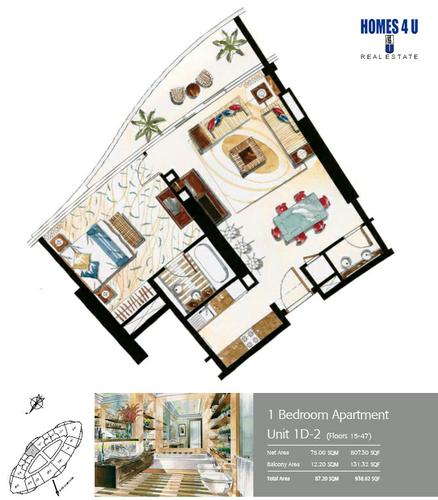 HOMES 4 U
REAL ESTATE
1 Bedroom Apartment
Unit 1D-2 (Floors 15-47)
Net Area 75.00 SQM 807.30 SQF
Balcony Area 12.20 SQM 131.32 SQF
Total Area 87.20 SQM 938.62 SQF